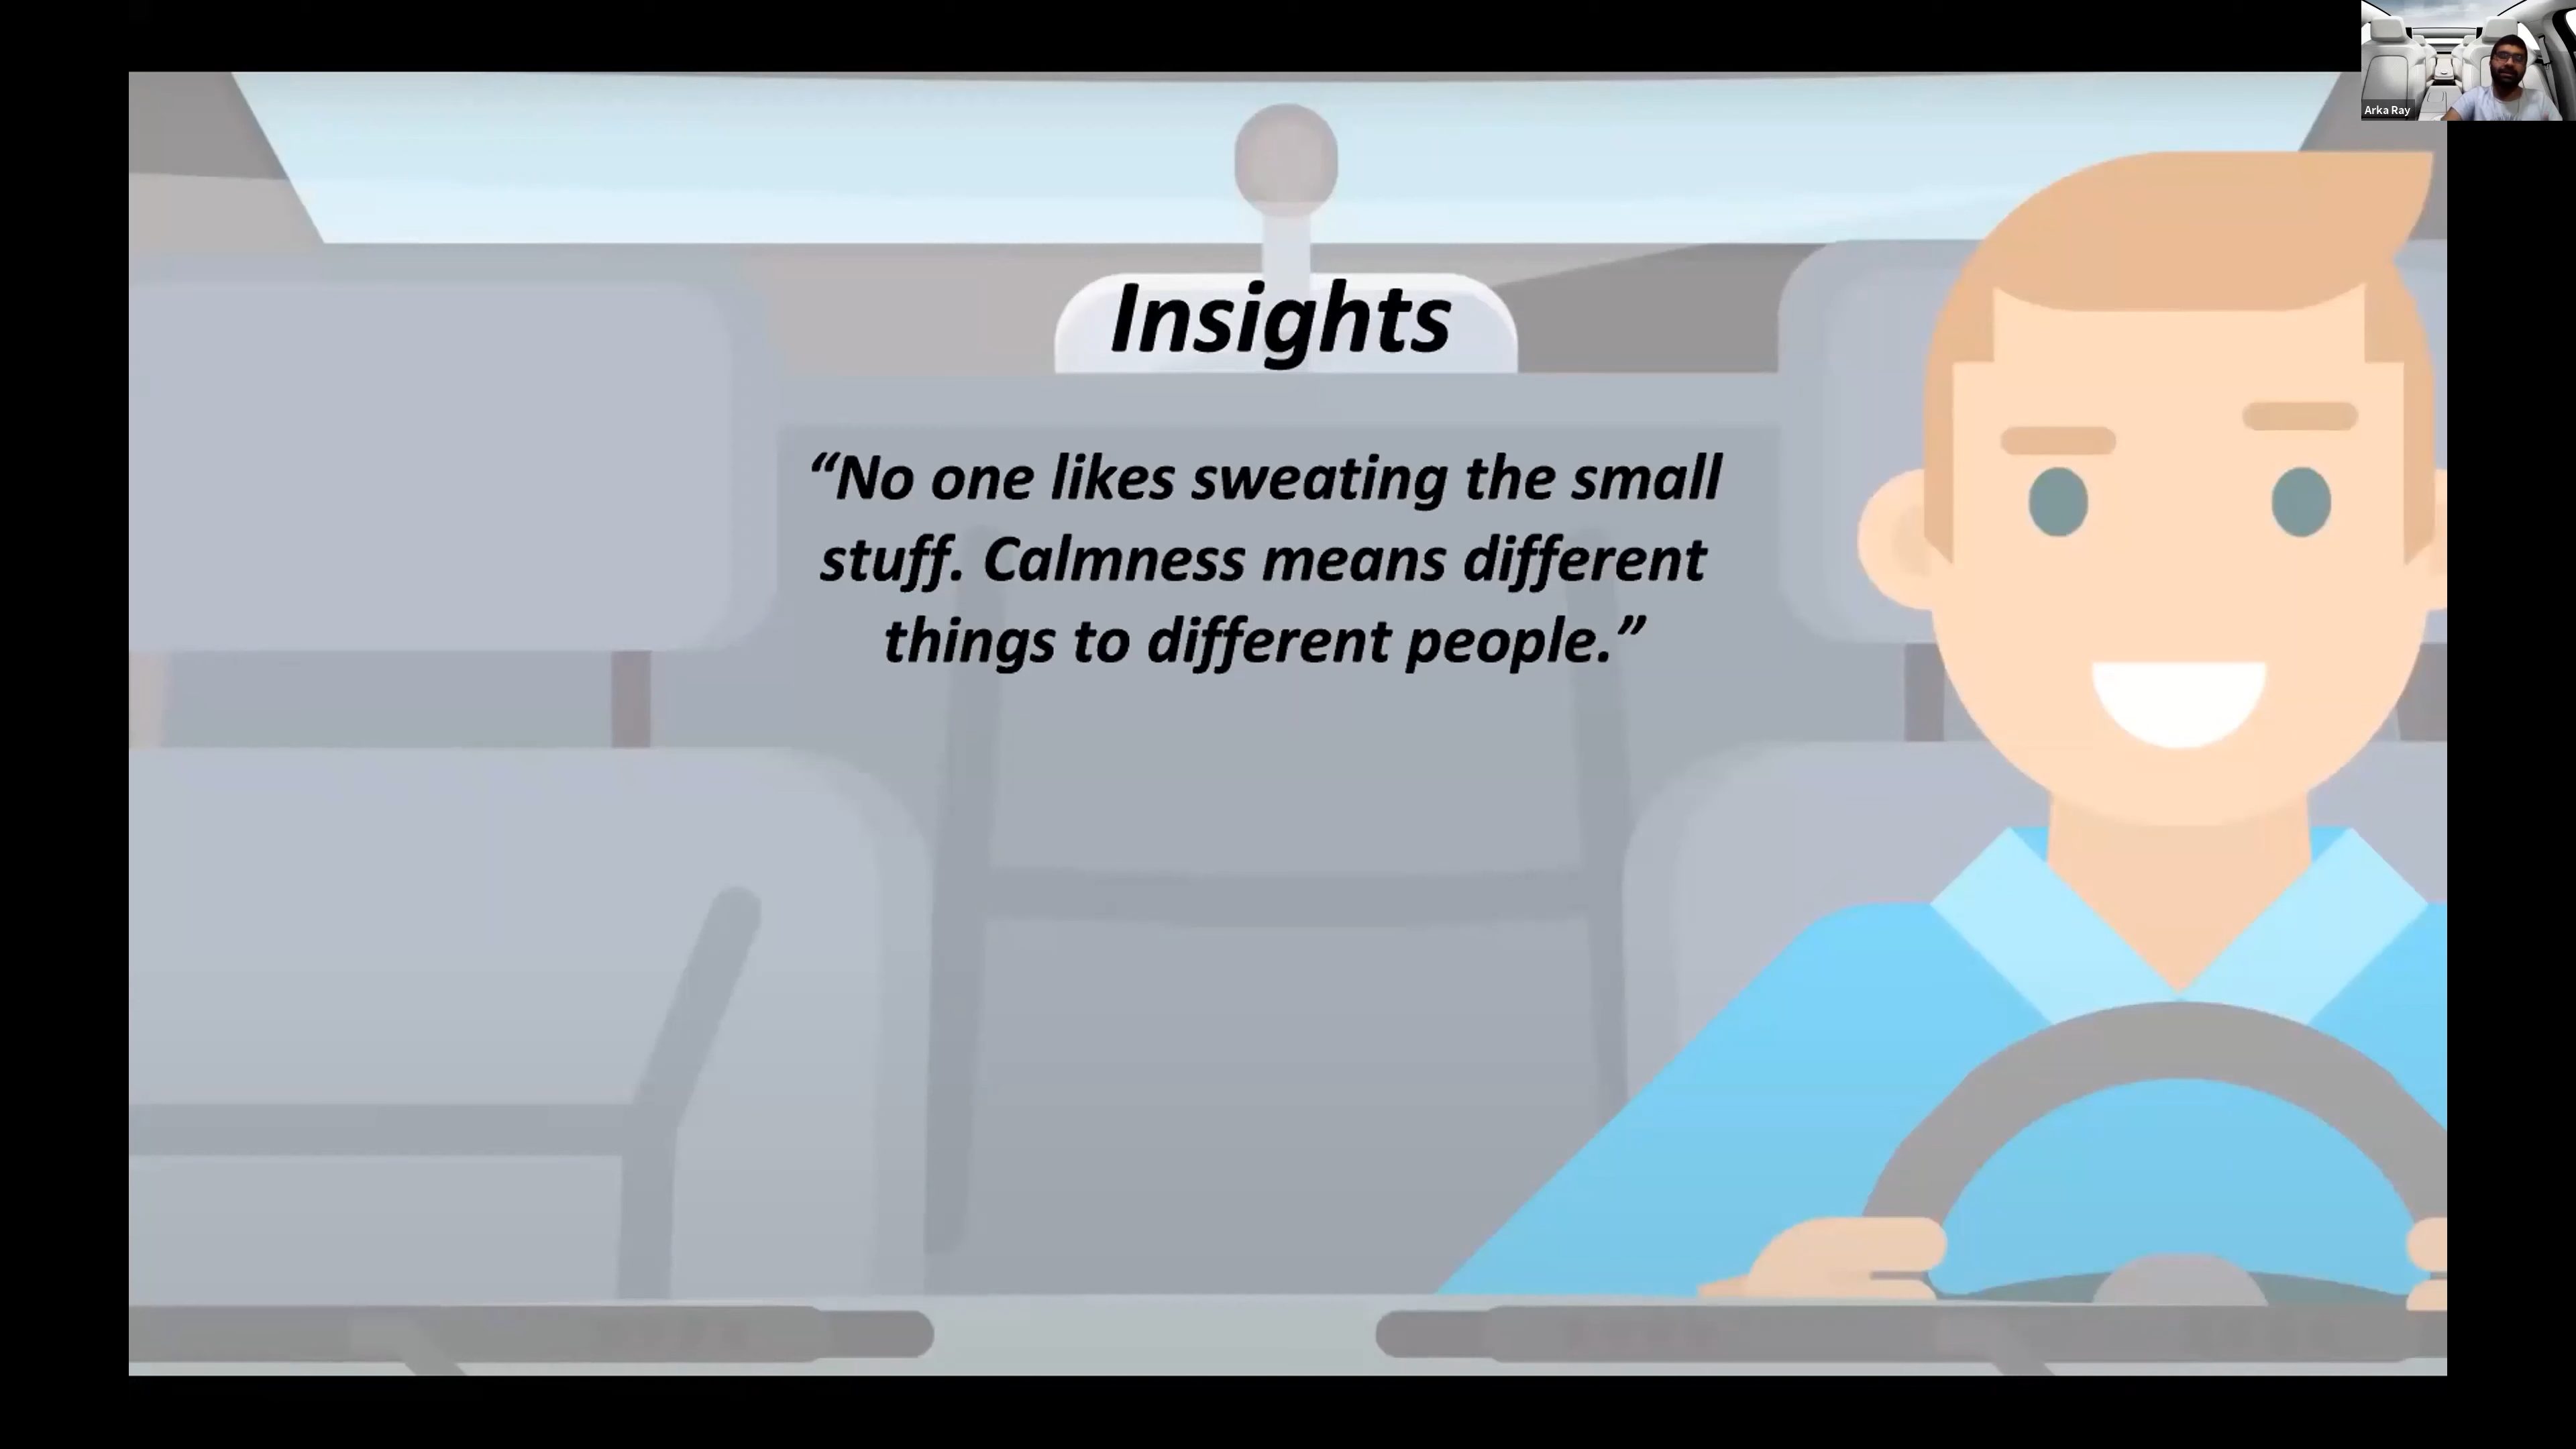 Arka Ray
Insights
“No one likes sweating the small
stuff. Calmness means different
things to different people.”